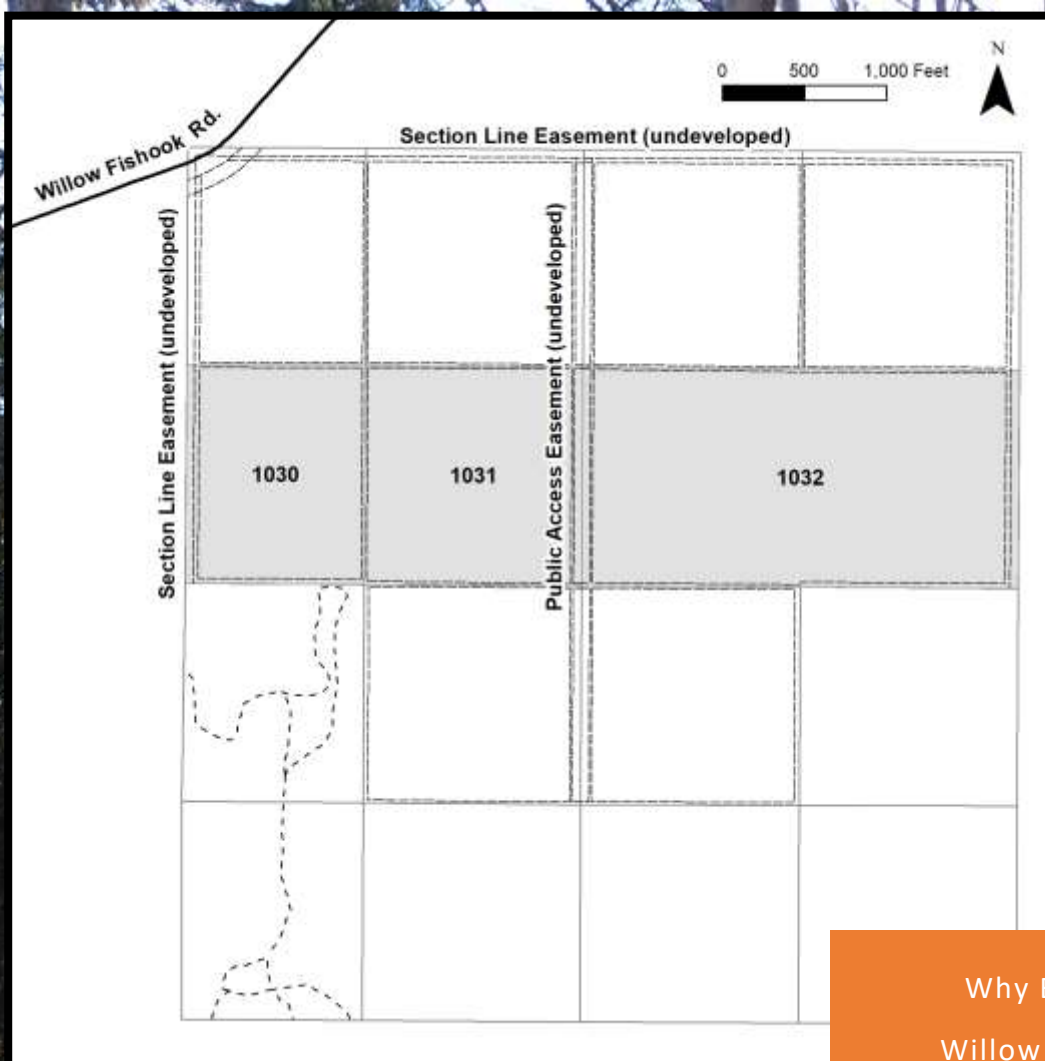 N
0 500 1,000 Feet
Section Line Easement (undeveloped)
Willow Fishook Rd.
Section Line Easement (undeveloped)
Public Access Easement (undeveloped)
1030
1031
1032
Why
Willow